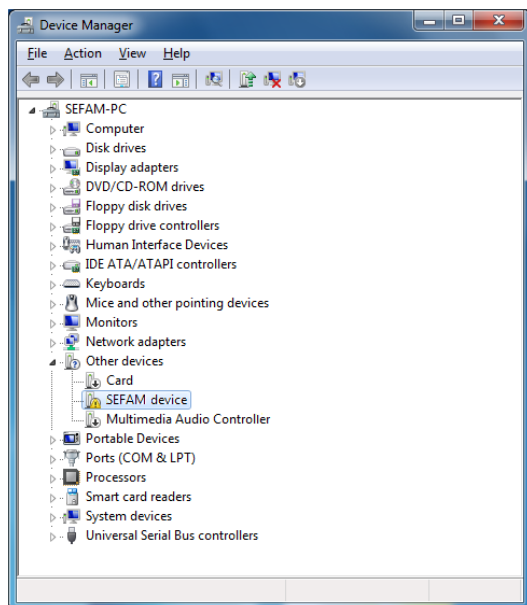 Device Manager
File Action View Help
SEFAM-PC
Computer
Disk drives
Display adapters
DVD/CD-ROM drives
Floppy disk drives
Floppy drive controllers
Human Interface Devices
IDE ATA/ATAPI controllers
Keyboards
Mice and other pointing devices
Monitors
Network adapters
Other devices
Card
SEFAM device
Multimedia Audio Controller
Portable Devices
Ports (COM & LPT)
Processors
Smart card readers
System devices
Universal Serial Bus controllers